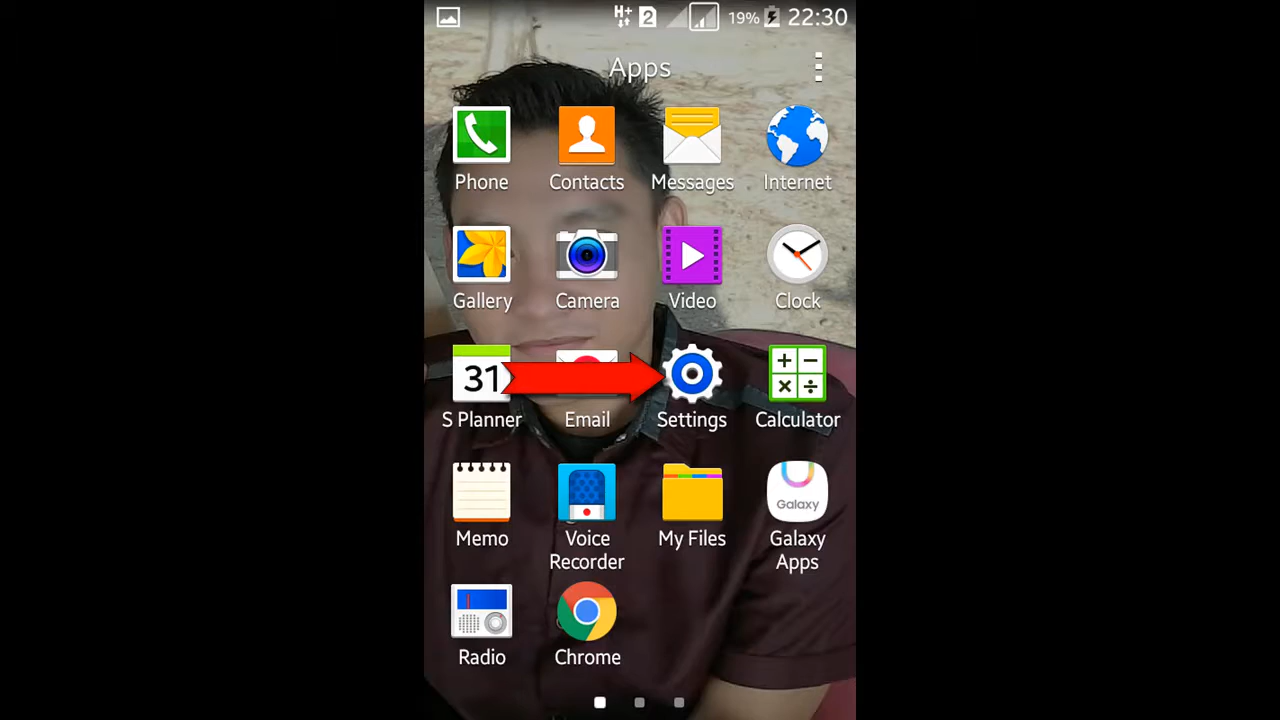 H+ 2 19% 22:30
Apps
Phone Contacts Messages Internet
Gallery Camera Video Clock
31
S Planner Email Settings Calculator
Galaxy
Memo Voice Recorder My Files Galaxy Apps
Radio Chrome